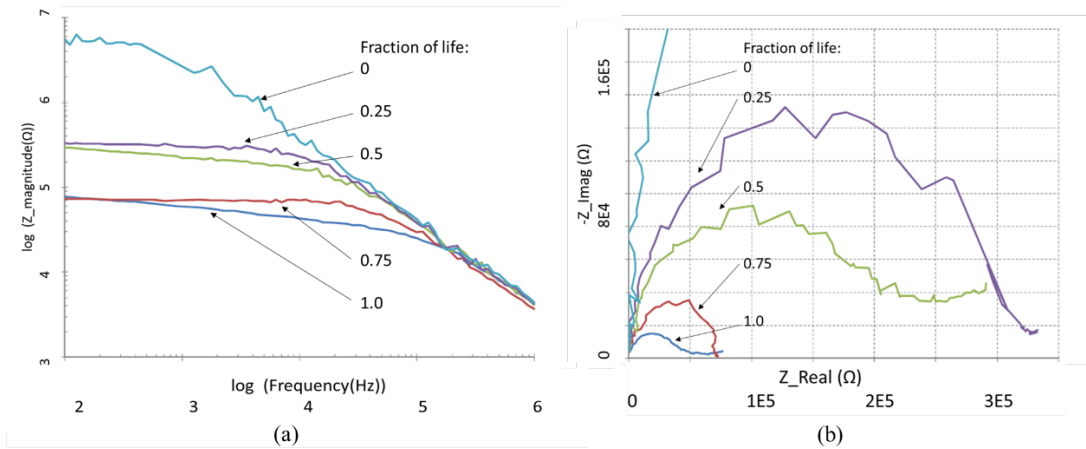 7
6
5
4
3
log (Z_magnitude(Ω))
Fraction of life:
0
0.25
0.5
0.75
1.0
log (Frequency(Hz))
2 3 4 5 6
(a)
1.6E5
8E4
0
-Z_Imag (Ω)
Fraction of life:
0
0.25
0.5
0.75
1.0
Z_Real (Ω)
0 1E5 2E5 3E5
(b)